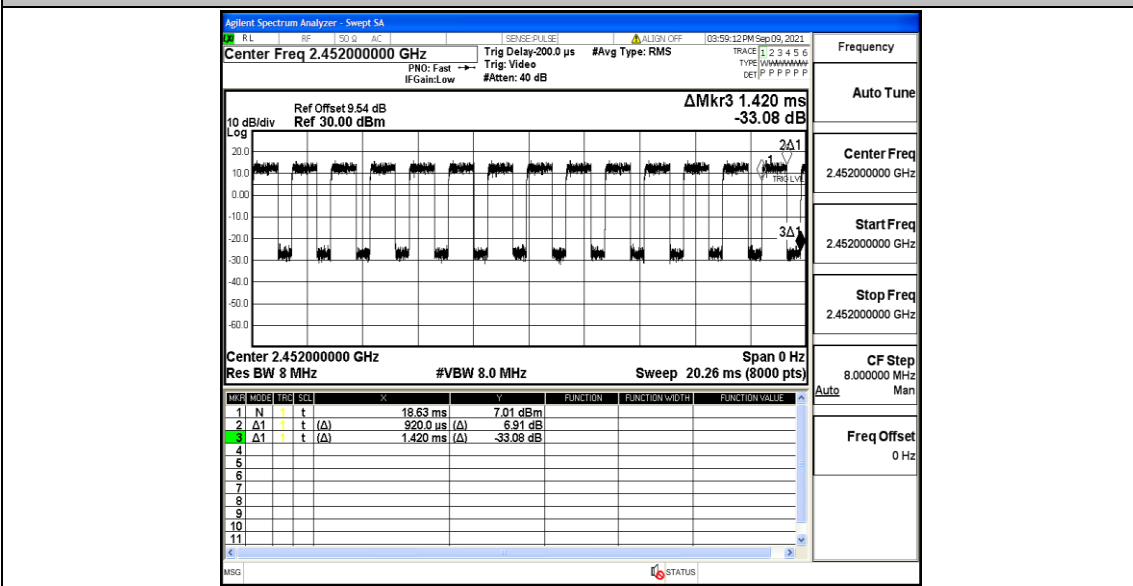 Agilent Spectrum Analyzer - Swept SA
RL RF 50 Ω AC SENSE:PULSE ALIGN OFF 03:59:12 PM Sep 09, 2021
Center Freq 2.452000000 GHz
PNO: Fast
IFGain:Low
Trig Delay-200.0 µs
Trig: Video
#Atten: 40 dB
#Avg Type: RMS
TRACE 1 2 3 4 5 6
TYPE
DET P P P P P P
Ref Offset 9.54 dB
10 dB/div Ref 30.00 dBm
Log
ΔMkr3 1.420 ms
-33.08 dB
20.0
10.0
0.00
-10.0
-20.0
-30.0
-40.0
-50.0
-60.0
2Δ1
1
TRIG LVL
3Δ1
Center 2.452000000 GHz Span 0 Hz
Res BW 8 MHz #VBW 8.0 MHz Sweep 20.26 ms (8000 pts)
MKR MODE TRC SCL X Y FUNCTION FUNCTION WIDTH FUNCTION VALUE
1 N 1 t 18.63 ms 7.01 dBm
2 Δ1 1 t (Δ) 920.0 µs (Δ) 6.91 dB
3 Δ1 1 t (Δ) 1.420 ms (Δ) -33.08 dB
4
5
6
7
8
9
10
11
MSG STATUS
Frequency
Auto Tune
Center Freq
2.452000000 GHz
Start Freq
2.452000000 GHz
Stop Freq
2.452000000 GHz
CF Step
8.000000 MHz
Auto Man
Freq Offset
0 Hz